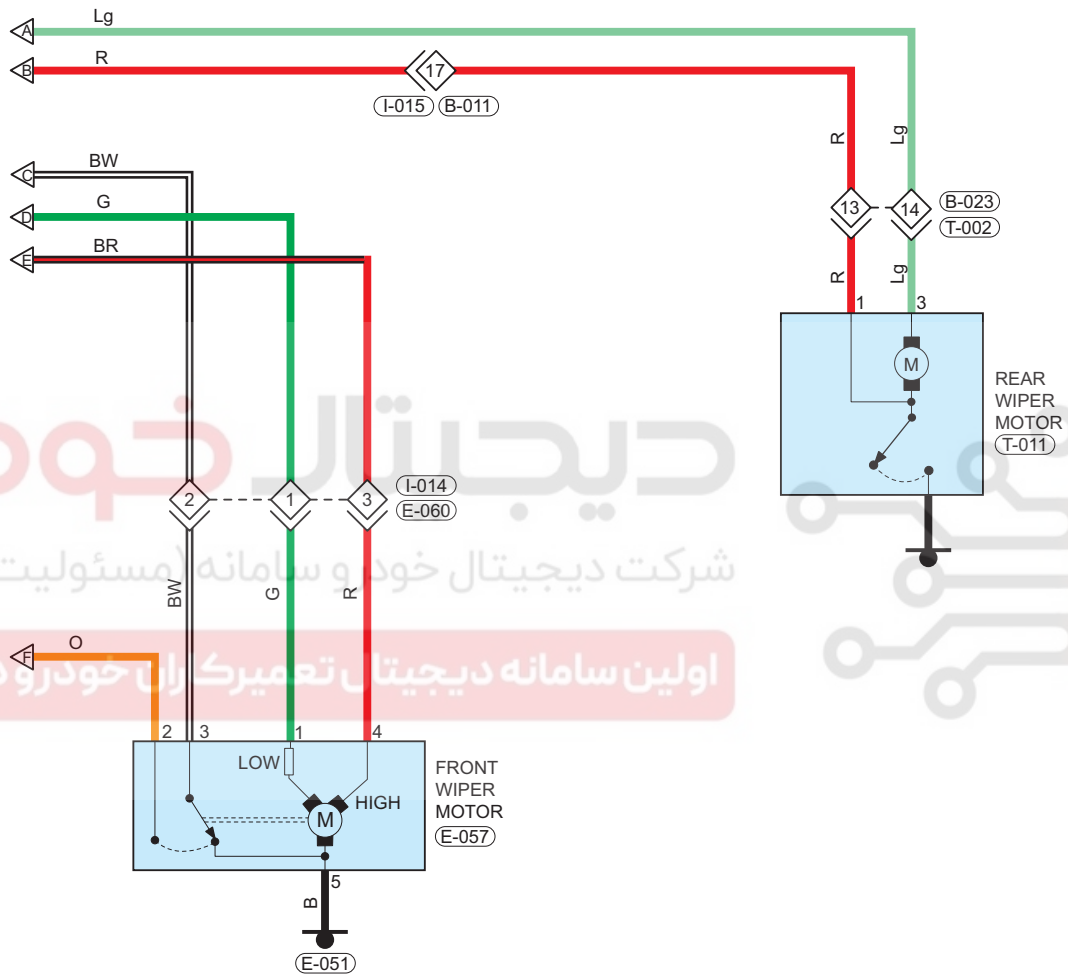 A
Lg
B
R
17
I-015 B-011
R
Lg
C
BW
D
G
E
BR
13
14
B-023
T-002
R
Lg
1
3
M
REAR
WIPER
MOTOR
T-011
دیجیتال خود
2
1
3
I-014
E-060
شرکت دیجیتال خودرو سامانه (مسئولیت
BW
G
R
F
O
اولین سامانه دیجیتال تعمیرکاران خودرو د
2
3
1
4
LOW
HIGH
M
FRONT
WIPER
MOTOR
E-057
5
B
E-051